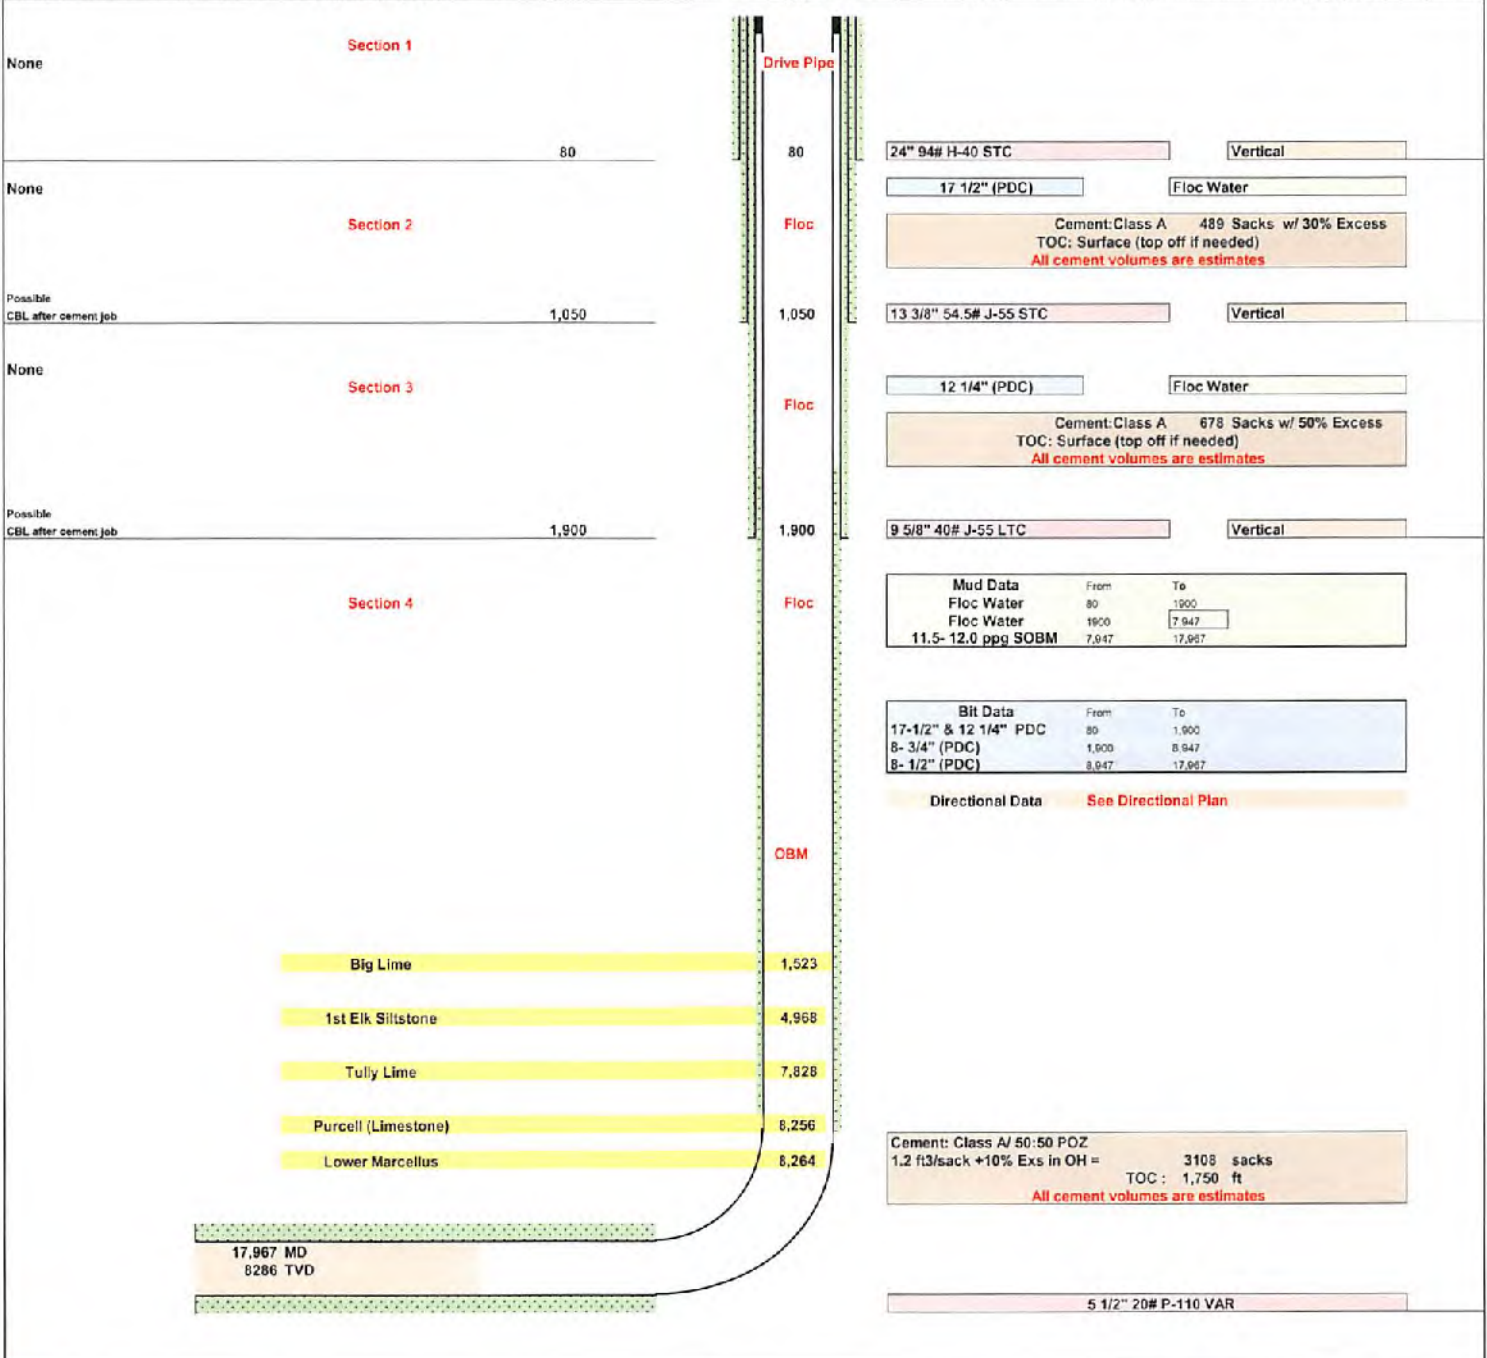 Section 1
None
Drive Pipe
80
80
24" 94# H-40 STC
Vertical
None
17 1/2" (PDC)
Floc Water
Section 2
Floc
Cement:Class A 489 Sacks w/ 30% Excess
TOC: Surface (top off if needed)
All cement volumes are estimates
Possible
CBL after cement job
1,050
1,050
13 3/8" 54.5# J-55 STC
Vertical
None
Section 3
12 1/4" (PDC)
Floc Water
Floc
Cement:Class A 678 Sacks w/ 50% Excess
TOC: Surface (top off if needed)
All cement volumes are estimates
Possible
CBL after cement job
1,900
1,900
9 5/8" 40# J-55 LTC
Vertical
Section 4
Floc
Mud Data From To
Floc Water 80 1900
Floc Water 1900 7,947
11.5- 12.0 ppg SOBM 7,947 17,967
Bit Data From To
17-1/2" & 12 1/4" PDC 80 1,900
8- 3/4" (PDC) 1,900 8,947
8- 1/2" (PDC) 8,947 17,967
Directional Data See Directional Plan
OBM
Big Lime 1,523
1st Elk Siltstone 4,968
Tully Lime 7,828
Purcell (Limestone) 8,256
Lower Marcellus 8,264
Cement: Class A/ 50:50 POZ
1.2 ft3/sack +10% Exs in OH = 3108 sacks
TOC : 1,750 ft
All cement volumes are estimates
17,967 MD
8286 TVD
5 1/2" 20# P-110 VAR